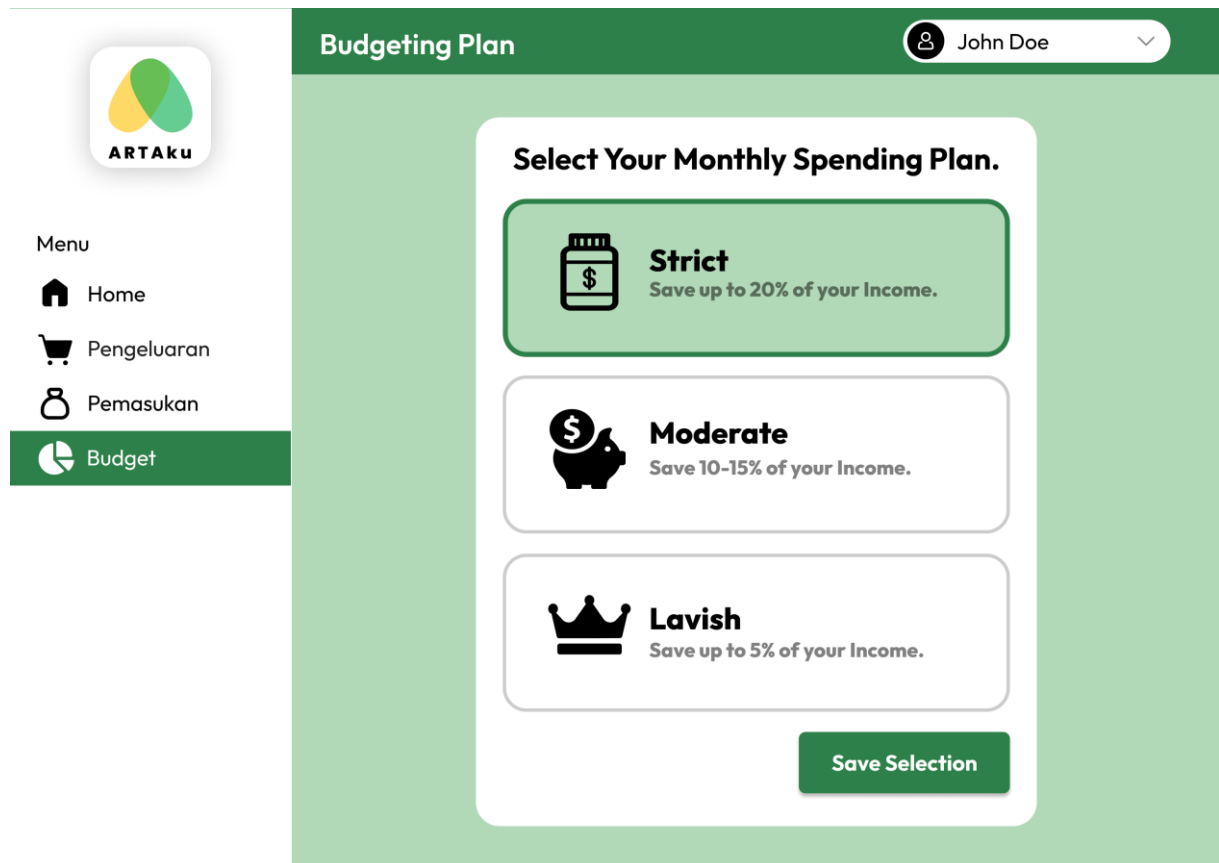 ARTAku
Menu
Home
Pengeluaran
Pemasukan
Budget
Budgeting Plan
John Doe
Select Your Monthly Spending Plan.
$
Strict
Save up to 20% of your Income.
$
Moderate
Save 10-15% of your Income.
Lavish
Save up to 5% of your Income.
Save Selection